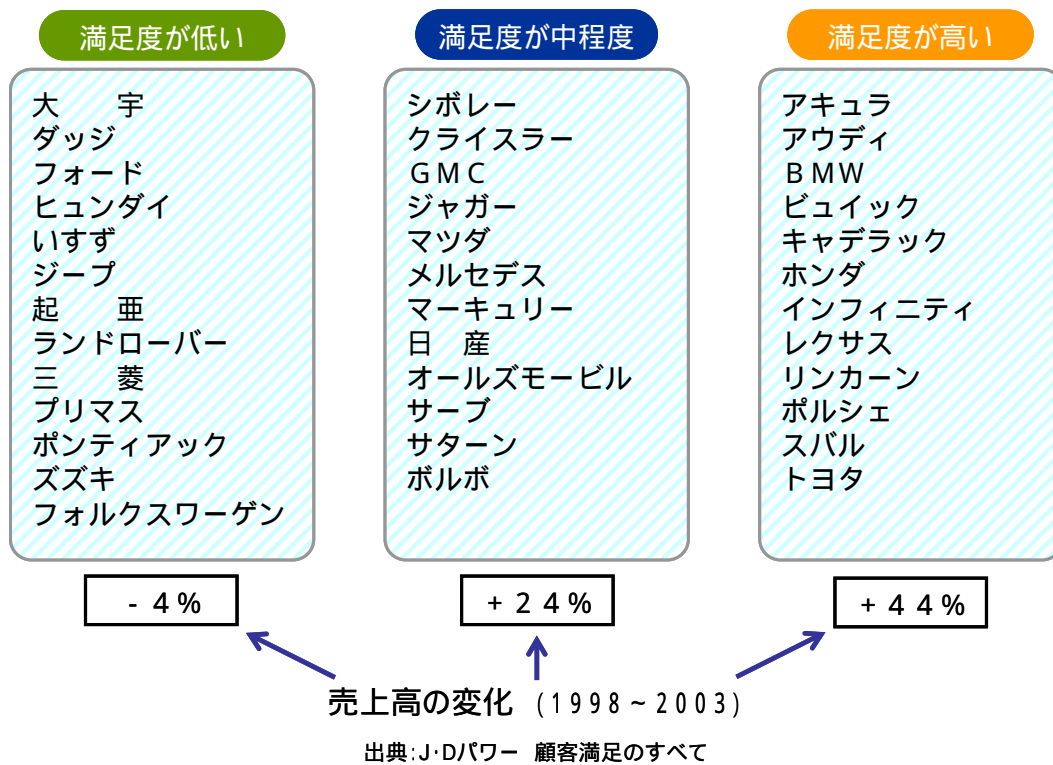 満足度が低い
大　　宇
ダッジ
フォード
ヒュンダイ
いすず
ジープ
起　　亜
ランドローバー
三　　菱
プリマス
ポンティアック
ズズキ
フォルクスワーゲン
-４%
満足度が中程度
シボレー
クライスラー
ＧＭＣ
ジャガー
マツダ
メルセデス
マーキュリー
日　産
オールズモービル
サーブ
サターン
ボルボ
+２４%
満足度が高い
アキュラ
アウディ
ＢＭＷ
ビュイック
キャデラック
ホンダ
インフィニティ
レクサス
リンカーン
ポルシェ
スバル
トヨタ
+４４%
売上高の変化 (1998~2003)
出典:J・Dパワー 顧客満足のすべて